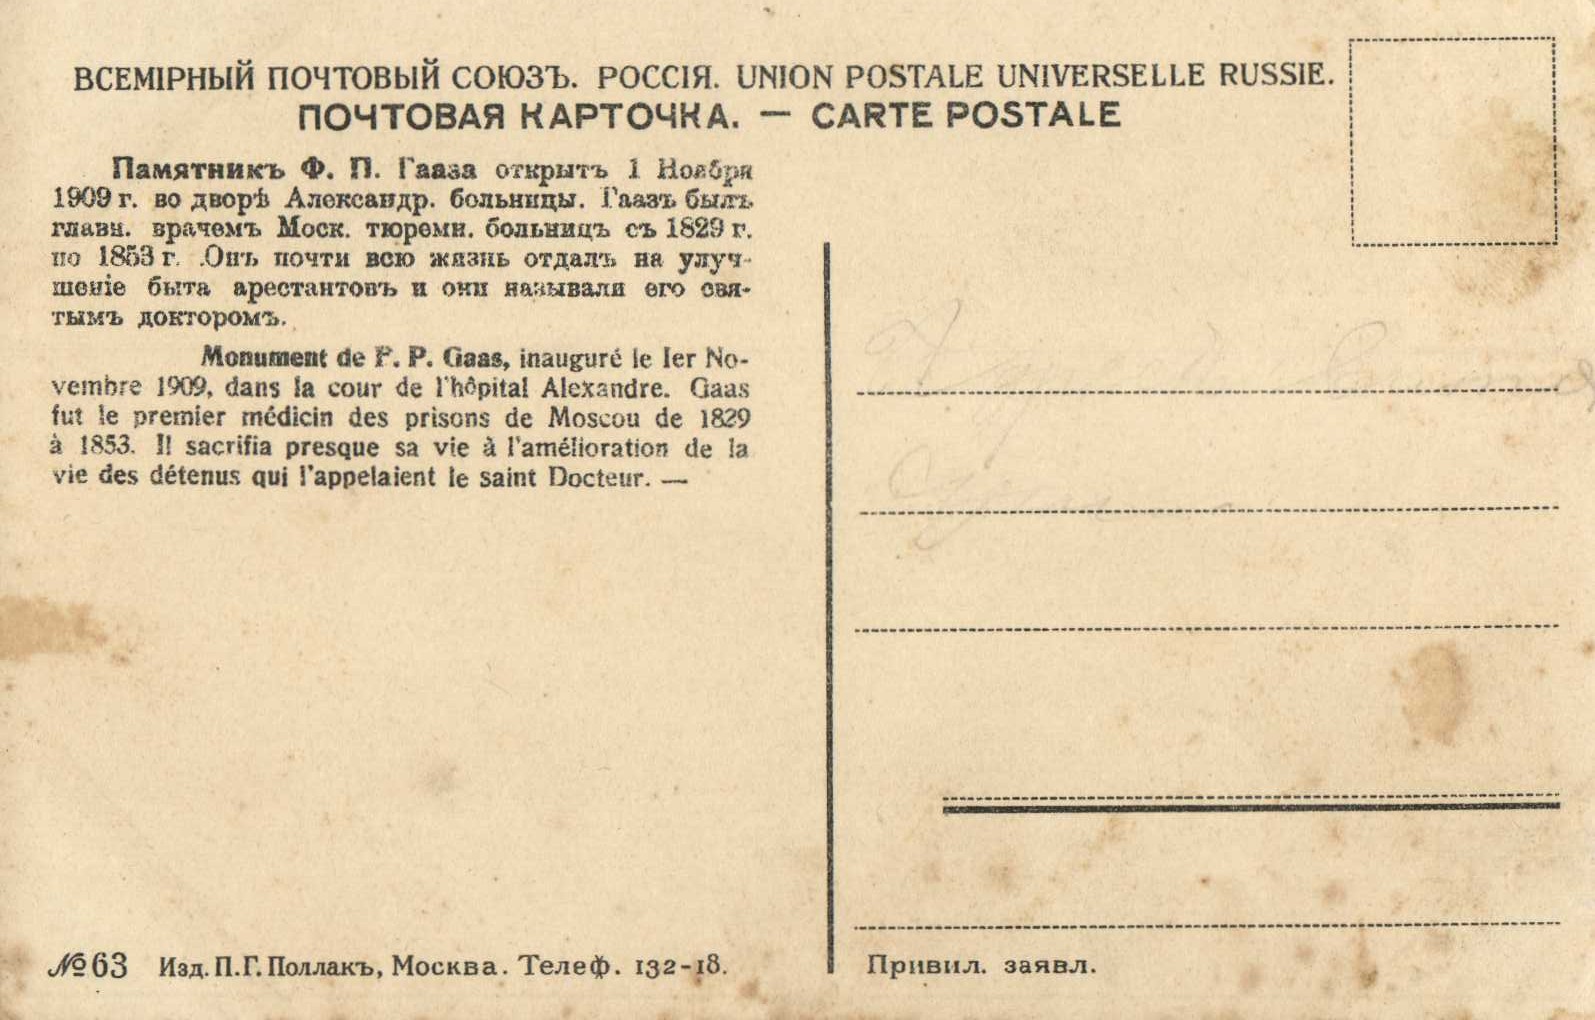 ВСЕМІРНЫЙ ПОЧТОВЫЙ СОЮЗЪ. РОССІЯ. UNION POSTALE UNIVERSELLE RUSSIE.
ПОЧТОВАЯ КАРТОЧКА. — CARTE POSTALE
Памятникъ Ф. П. Гааза открытъ 1 Ноября
1909 г. во дворѣ Александр. больницы. Гаазъ былъ
главн. врачемъ Моск. тюремн. больницъ съ 1829 г.
по 1853 г. Онъ почти всю жизнь отдалъ на улуч-
шеніе быта арестантовъ и они называли его свя-
тымъ докторомъ.
Monument de F. P. Gaas, inauguré le Ier No-
vembre 1909, dans la cour de l'hôpital Alexandre. Gaas
fut le premier médicin des prisons de Moscou de 1829
à 1853. Il sacrifia presque sa vie à l'amélioration de la
vie des détenus qui l'appelaient le saint Docteur. —
№ 63 Изд. П. Г. Поллакъ, Москва. Телеф. 132-18.
Привил. заявл.